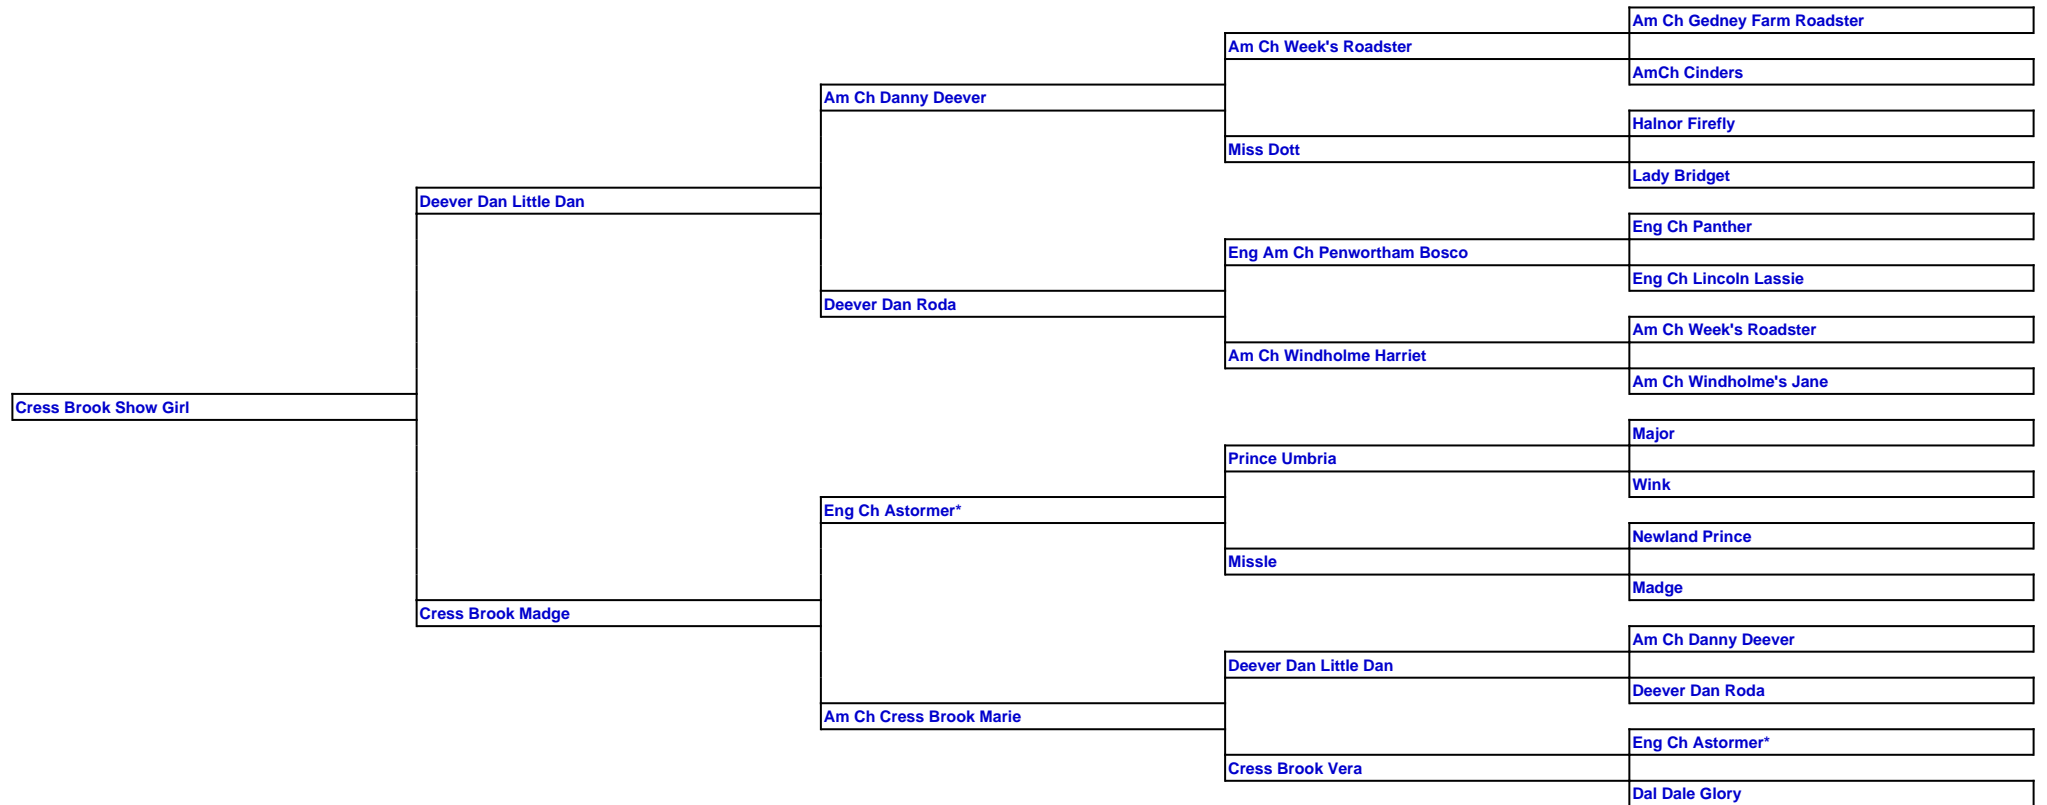 Am Ch Gedney Farm Roadster
Am Ch Week's Roadster
AmCh Cinders
Am Ch Danny Deever
Halnor Firefly
Miss Dott
Lady Bridget
Deever Dan Little Dan
Eng Ch Panther
Eng Am Ch Penwortham Bosco
Eng Ch Lincoln Lassie
Deever Dan Roda
Am Ch Week's Roadster
Am Ch Windholme Harriet
Am Ch Windholme's Jane
Cress Brook Show Girl
Major
Prince Umbria
Wink
Eng Ch Astormer*
Newland Prince
Missle
Madge
Cress Brook Madge
Am Ch Danny Deever
Deever Dan Little Dan
Deever Dan Roda
Am Ch Cress Brook Marie
Eng Ch Astormer*
Cress Brook Vera
Dal Dale Glory